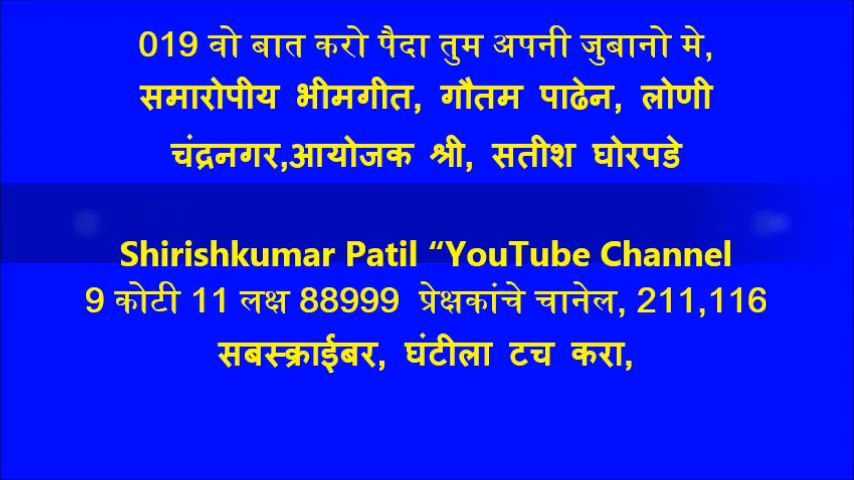 019 वो बात करो पैदा तुम अपनी जुबानो मे,
समारोपीय भीमगीत, गौतम पाढेन, लोणी
चंद्रनगर,आयोजक श्री, सतीश घोरपडे
Shirishkumar Patil “YouTube Channel
9 कोटी 11 लक्ष 88999 प्रेक्षकांचे चानेल, 211,116
सबस्क्राईबर, घंटीला टच करा,